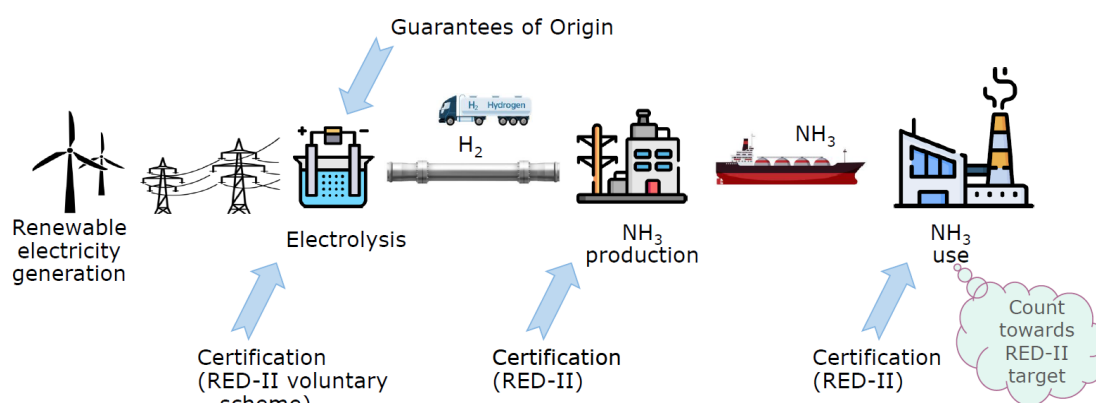 Guarantees of Origin
H₂ Hydrogen
+ −
H₂
NH₃
Renewable
electricity
generation
Electrolysis
NH₃
production
NH₃
use
Count
towards
RED-II
target
Certification
(RED-II voluntary
scheme)
Certification
(RED-II)
Certification
(RED-II)